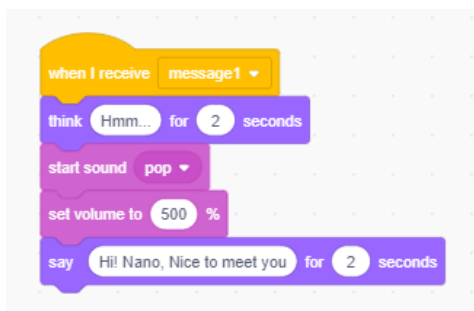 when I receive message1
think Hmm... for 2 seconds
start sound pop
set volume to 500 %
say Hi! Nano, Nice to meet you for 2 seconds